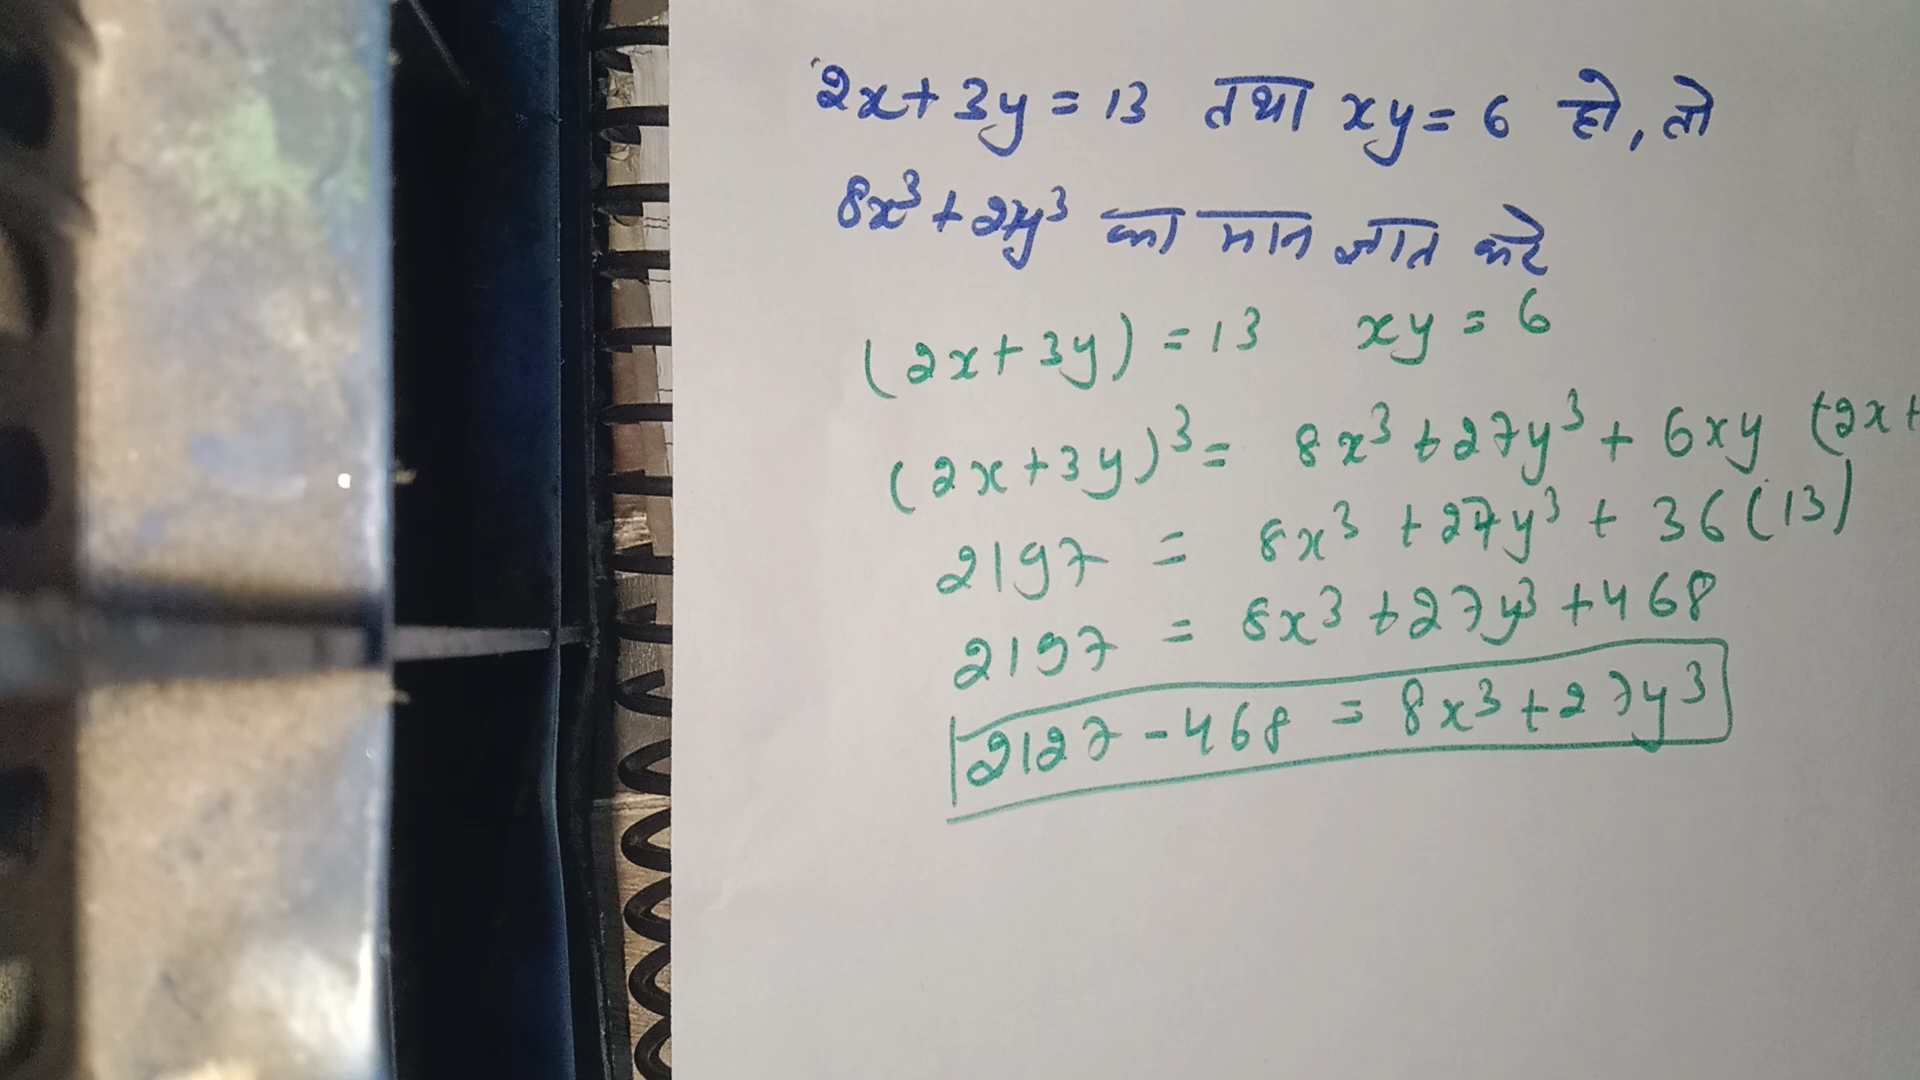 2x+3y=13 तथा xy=6 हो, तो
8x³+27y³ का मान ज्ञात करे
(2x+3y)=13 xy=6
(2x+3y)³= 8x³+27y³+6xy (2x+
2197 = 8x³+27y³+36(13)
2197 = 8x³+27y³+468
2127-468 = 8x³+27y³